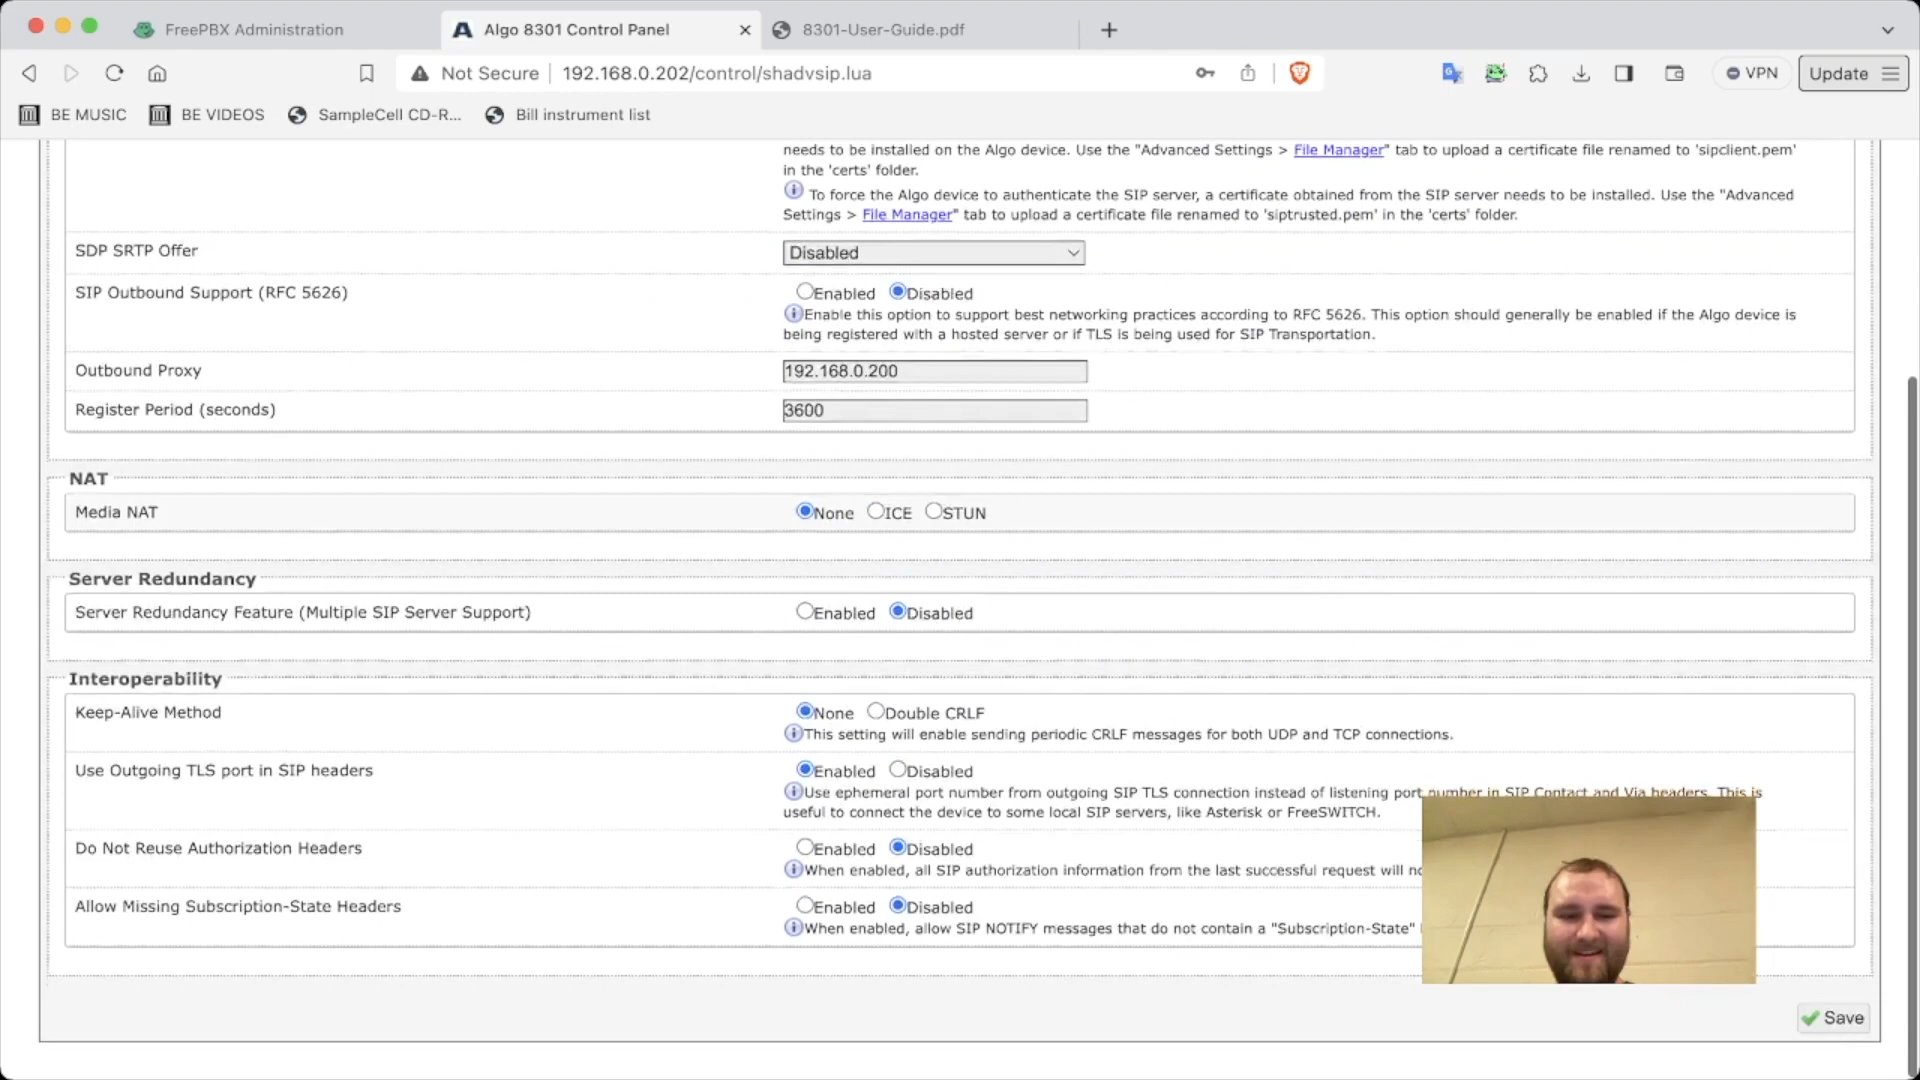 FreePBX Administration
Algo 8301 Control Panel
8301-User-Guide.pdf
Not Secure
192.168.0.202/control/shadvsip.lua
VPN
Update
BE MUSIC
BE VIDEOS
SampleCell CD-R...
Bill instrument list
needs to be installed on the Algo device. Use the "Advanced Settings > File Manager" tab to upload a certificate file renamed to 'sipclient.pem'
in the 'certs' folder.
To force the Algo device to authenticate the SIP server, a certificate obtained from the SIP server needs to be installed. Use the "Advanced
Settings > File Manager" tab to upload a certificate file renamed to 'siptrusted.pem' in the 'certs' folder.
SDP SRTP Offer
Disabled
SIP Outbound Support (RFC 5626)
Enabled Disabled
Enable this option to support best networking practices according to RFC 5626. This option should generally be enabled if the Algo device is
being registered with a hosted server or if TLS is being used for SIP Transportation.
Outbound Proxy
192.168.0.200
Register Period (seconds)
3600
NAT
Media NAT
None ICE STUN
Server Redundancy
Server Redundancy Feature (Multiple SIP Server Support)
Enabled Disabled
Interoperability
Keep-Alive Method
None Double CRLF
This setting will enable sending periodic CRLF messages for both UDP and TCP connections.
Use Outgoing TLS port in SIP headers
Enabled Disabled
Use ephemeral port number from outgoing SIP TLS connection instead of listening port number in SIP Contact and Via headers. This is
useful to connect the device to some local SIP servers, like Asterisk or FreeSWITCH.
Do Not Reuse Authorization Headers
Enabled Disabled
When enabled, all SIP authorization information from the last successful request will
Allow Missing Subscription-State Headers
Enabled Disabled
When enabled, allow SIP NOTIFY messages that do not contain a "Subscription-State"
Save